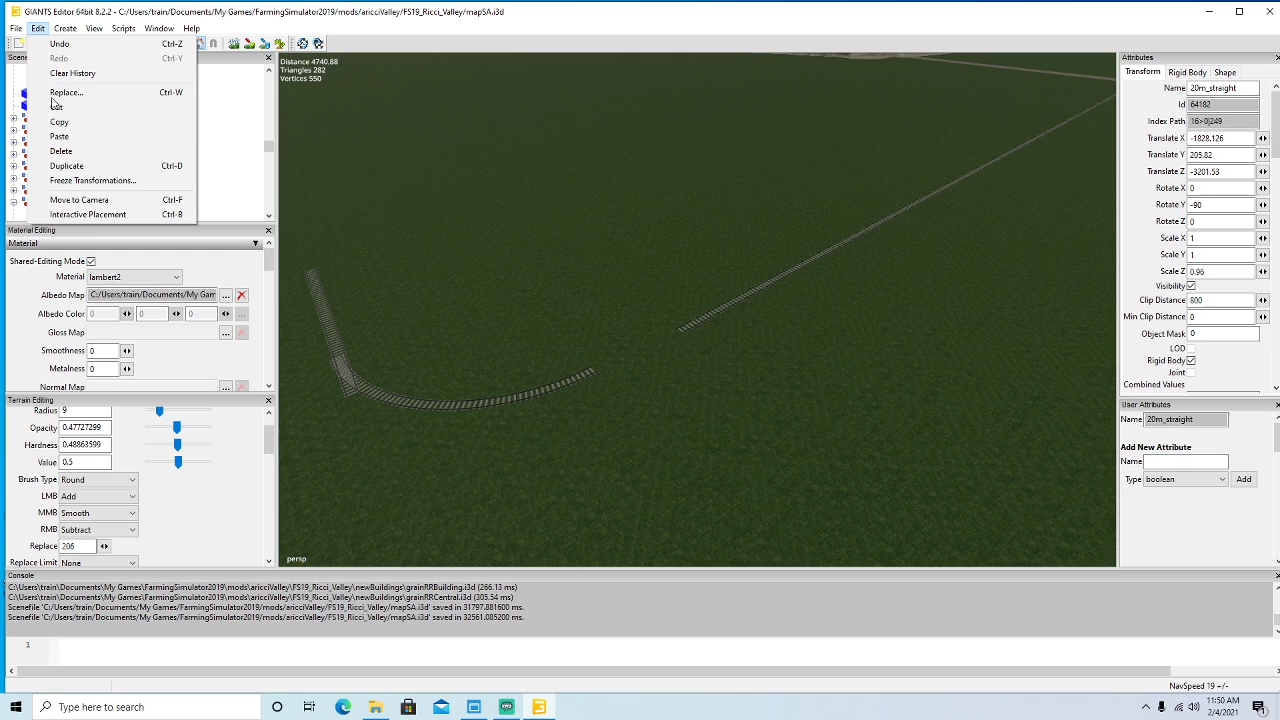 GIANTS Editor 64bit 8.2.2 - C:/Users/train/Documents/My Games/FarmingSimulator2019/mods/aricciValley/FS19_Ricci_Valley/mapSA.i3d
File Edit Create View Scripts Window Help
Undo Ctrl-Z
Redo Ctrl-Y
Clear History
Replace... Ctrl-W
Copy
Paste
Delete
Duplicate Ctrl-D
Freeze Transformations...
Move to Camera Ctrl-F
Interactive Placement Ctrl-B
Material Editing
Material
Shared-Editing Mode
Material lambert2
Albedo Map C:/Users/train/Documents/My Gam ...
Albedo Color 0 0 0 ...
Gloss Map ...
Smoothness 0
Metalness 0
Normal Map
Terrain Editing
Radius 9
Opacity 0.47727299
Hardness 0.48863599
Value 0.5
Brush Type Round
LMB Add
MMB Smooth
RMB Subtract
Replace 206
Replace Limit None
Distance 4740.88
Triangles 282
Vertices 550
persp
Attributes
Transform Rigid Body Shape
Name 20m_straight
Id 64182
Index Path 16>0|249
Translate X -1828.126
Translate Y 205.82
Translate Z -3201.53
Rotate X 0
Rotate Y -90
Rotate Z 0
Scale X 1
Scale Y 1
Scale Z 0.96
Visibility
Clip Distance 800
Min Clip Distance 0
Object Mask 0
LOD
Rigid Body
Joint
Combined Values
User Attributes
Name 20m_straight
Add New Attribute
Name
Type boolean Add
Console
C:\Users\train\Documents\My Games\FarmingSimulator2019\mods\aricciValley\FS19_Ricci_Valley\newBuildings\grainRRBuilding.i3d (266.13 ms)
C:\Users\train\Documents\My Games\FarmingSimulator2019\mods\aricciValley\FS19_Ricci_Valley\newBuildings\grainRRCentral.i3d (305.54 ms)
Scenefile 'C:/Users/train/Documents/My Games/FarmingSimulator2019/mods/aricciValley/FS19_Ricci_Valley/mapSA.i3d' saved in 31797.881600 ms.
Scenefile 'C:/Users/train/Documents/My Games/FarmingSimulator2019/mods/aricciValley/FS19_Ricci_Valley/mapSA.i3d' saved in 32561.085200 ms.
1
NavSpeed 19 +/-
Type here to search
11:50 AM
2/4/2021